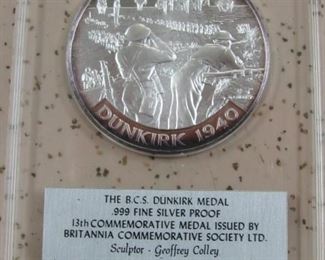 DUNKIRK 1940
THE B.C.S. DUNKIRK MEDAL
.999 FINE SILVER PROOF
13th COMMEMORATIVE MEDAL ISSUED BY
BRITANNIA COMMEMORATIVE SOCIETY LTD.
Sculptor - Geoffrey Colley